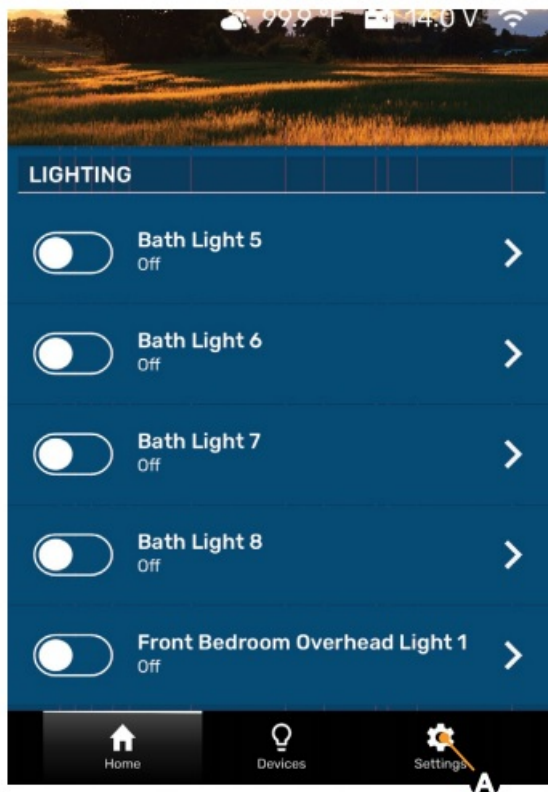 99.9 °F 14.0 V
LIGHTING
Bath Light 5
Off
Bath Light 6
Off
Bath Light 7
Off
Bath Light 8
Off
Front Bedroom Overhead Light 1
Off
Home Devices Settings
A